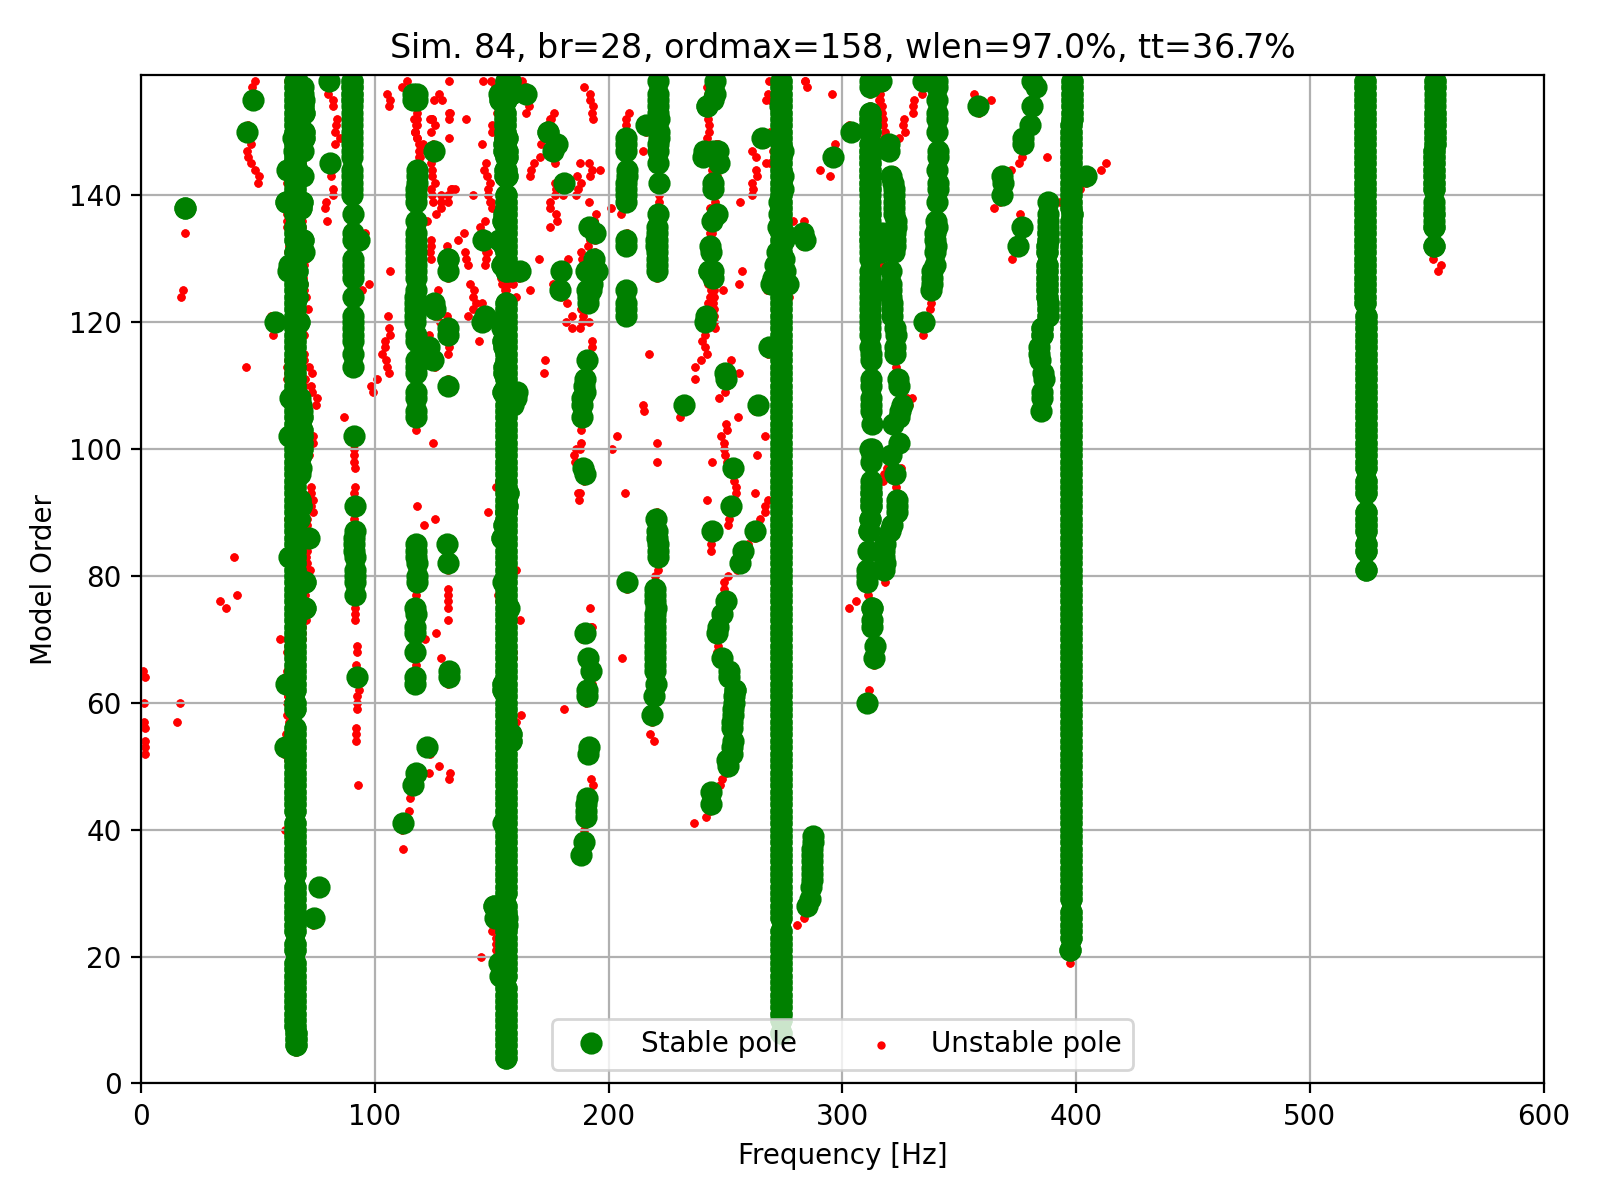 Sim. 84, br=28, ordmax=158, wlen=97.0%, tt=36.7%
Model Order
140
120
100
80
60
40
20
0
Stable pole
Unstable pole
0 100 200 300 400 500 600
Frequency [Hz]